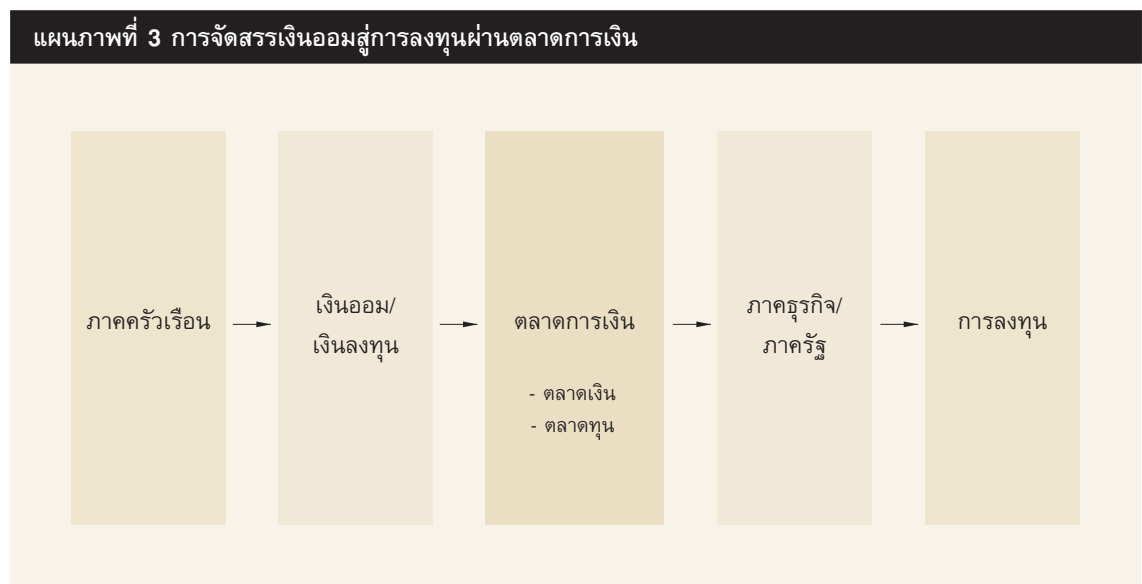 แผนภาพที่ 3 การจัดสรรเงินออมสู่การลงทุนผ่านตลาดการเงิน
ภาคครัวเรือน
เงินออม/
เงินลงทุน
ตลาดการเงิน
- ตลาดเงิน
- ตลาดทุน
ภาคธุรกิจ/
ภาครัฐ
การลงทุน